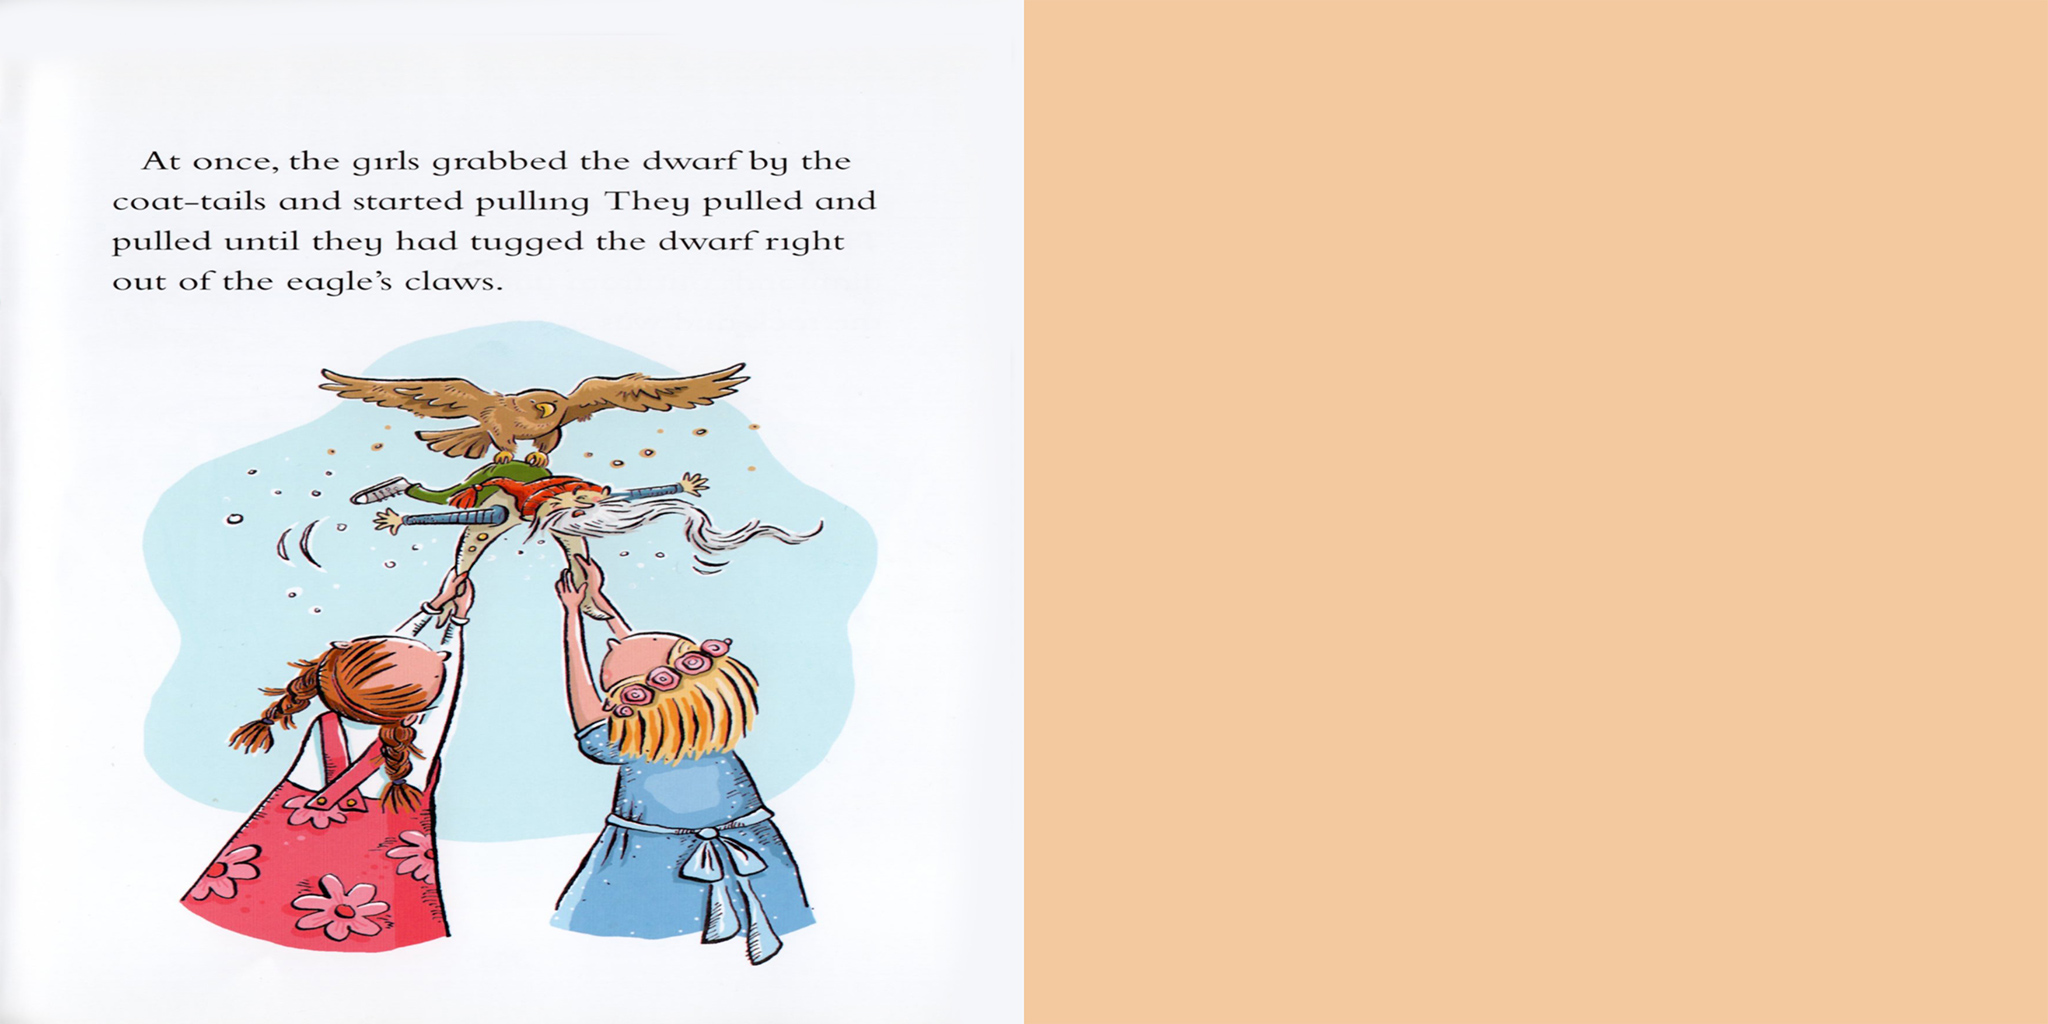 At once, the girls grabbed the dwarf by the
coat-tails and started pulling They pulled and
pulled until they had tugged the dwarf right
out of the eagle's claws.